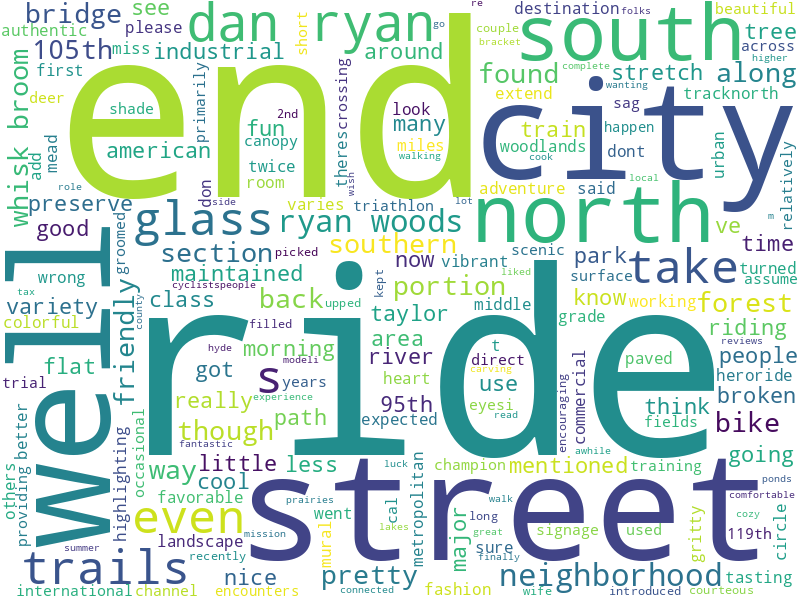 bridge
see
dan ryan
short
go
re
couple
folks
destination
beautiful
authentic
please
bracket
tree
105th
miss
industrial
around
south
across
higher
first
end
found
complete
stretch
along
deer
shade
primarily
2nd
look
many
extend
wanting
tracknorth
whisk broom
add
mead
american
fun
canopy
twice
theres
crossing
miles
walking
train
sag
happen
woodlands
cook
dont
city
urban
relatively
room
don
wish
varies
triathlon
lot
adventure
said
local
role
preserve
side
glass
ryan woods
north
ve
m
good
groomed
section
picked
southern
now
vibrant
scenic
park
time
well
wrong
maintained
cyclistspeople
kept
portion
liked
surface
take
turned
assume
tax
variety
county
class
back
upped
taylor
middle
know
working
forest
colorful
friendly
filled
morning
area
t
grade
riding
flat
hyde
modeli
river
direct
commercial
paved
reviews
people
trial
got
s
years
heart
carving
heroride
ride
really
experience
95th
use
encouraging
think
broken
though
path
expected
eyesi
read
fields
bike
others
providing better
highlighting
occasional
fantastic
way
little
less
champion
mentioned
awhile
training
going
cool
luck
walk
ponds
favorable
went
cal
metropolitan
comfortable
even
prairies
long
signage
used
gritty
cozy
119th
circle
landscape
mission
mural
lakes
major
great
sure
street
tasting
summer
recently
finally
trails
nice
pretty
neighborhood
international
channel
encounters
connected
fashion
wife
introduced
courteous